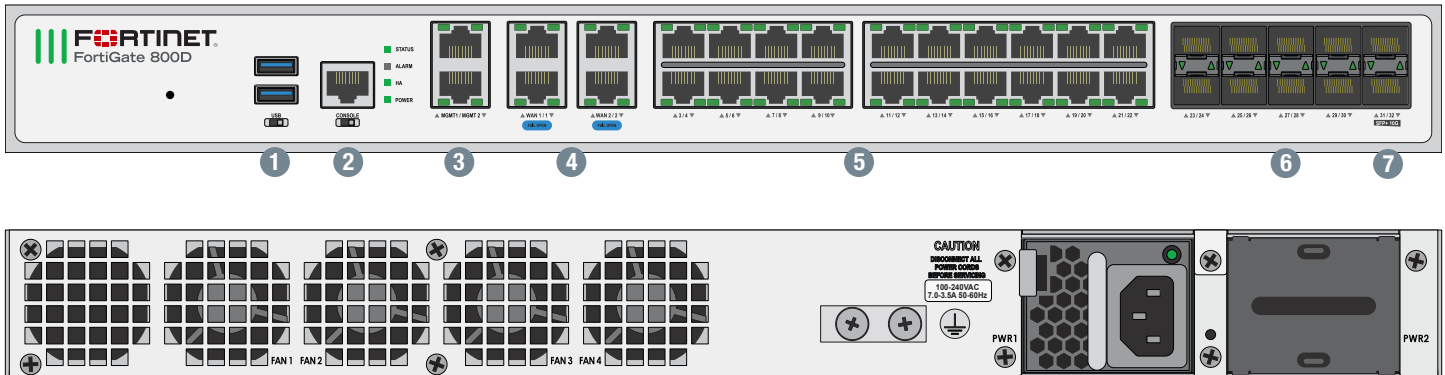 FORTINET
FortiGate 800D
STATUS
ALARM
HA
POWER
USB
CONSOLE
▲ MGMT1 / MGMT 2 ▼
▲ WAN 1 / 1 ▼
▲ WAN 2 / 2 ▼
▲ 3 / 4 ▼
▲ 5 / 6 ▼
▲ 7 / 8 ▼
▲ 9 / 10 ▼
▲ 11 / 12 ▼
▲ 13 / 14 ▼
▲ 15 / 16 ▼
▲ 17 / 18 ▼
▲ 19 / 20 ▼
▲ 21 / 22 ▼
▲ 23 / 24 ▼
▲ 25 / 26 ▼
▲ 27 / 28 ▼
▲ 29 / 30 ▼
▲ 31 / 32 ▼
SFP+ 10G
1
2
3
4
5
6
7
CAUTION
DISCONNECT ALL
POWER CORDS
BEFORE SERVICING
100-240VAC
7.0-3.5A 50-60Hz
FAN 1
FAN 2
FAN 3
FAN 4
PWR1
PWR2